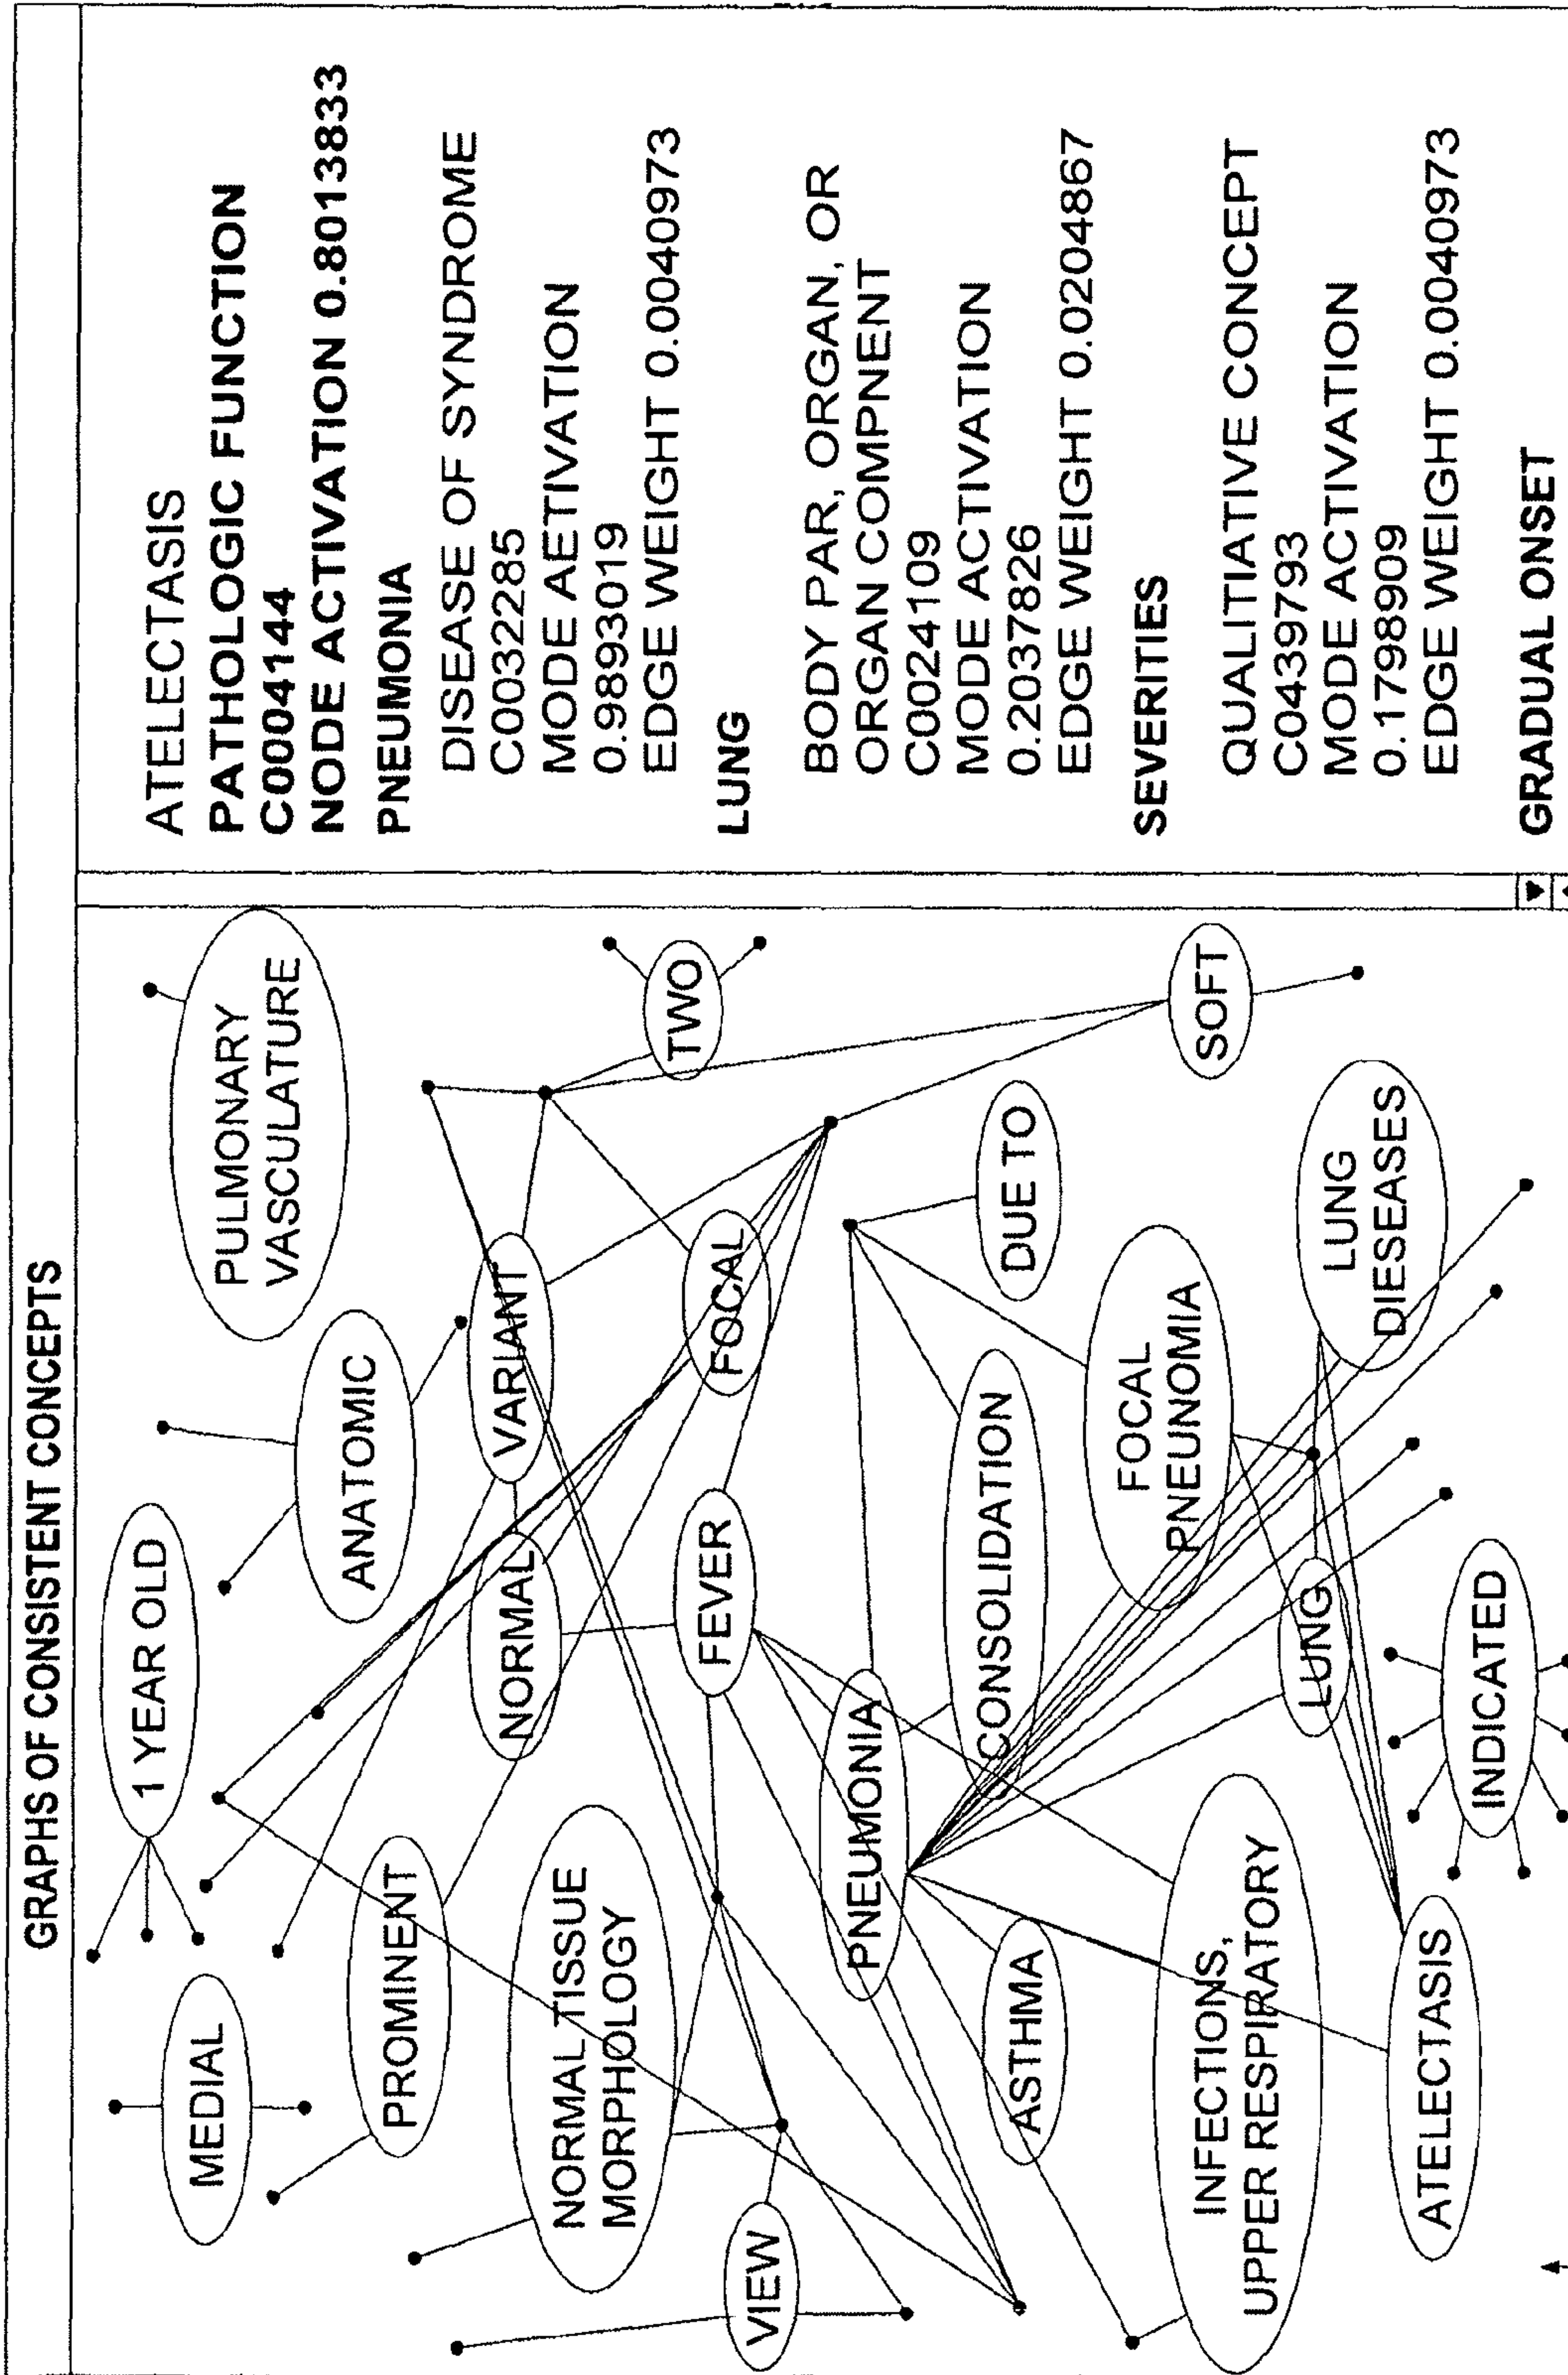 GRAPHS OF CONSISTENT CONCEPTS
MEDIAL
1 YEAR OLD
ANATOMIC
PULMONARY
VASCULATURE
PROMINENT
NORMAL
VARIANT
NORMAL TISSUE
MORPHOLOGY
FEVER
FOCAL
TWO
VIEW
PNEUMONIA
CONSOLIDATION
DUE TO
ASTHMA
FOCAL
PNEUNOMIA
SOFT
INFECTIONS,
UPPER RESPIRATORY
LUNG
LUNG
DIESEASES
ATELECTASIS
INDICATED
ATELECTASIS
PATHOLOGIC FUNCTION
C0004144
NODE ACTIVATION 0.8013833
PNEUMONIA
DISEASE OF SYNDROME
C0032285
MODE AETIVATION
0.9893019
EDGE WEIGHT 0.0040973
LUNG
BODY PAR, ORGAN, OR
ORGAN COMPNENT
C0024109
MODE ACTIVATION
0.2037826
EDGE WEIGHT 0.0204867
SEVERITIES
QUALITIATIVE CONCEPT
C0439793
MODE ACTIVATION
0.1798909
EDGE WEIGHT 0.0040973
GRADUAL ONSET